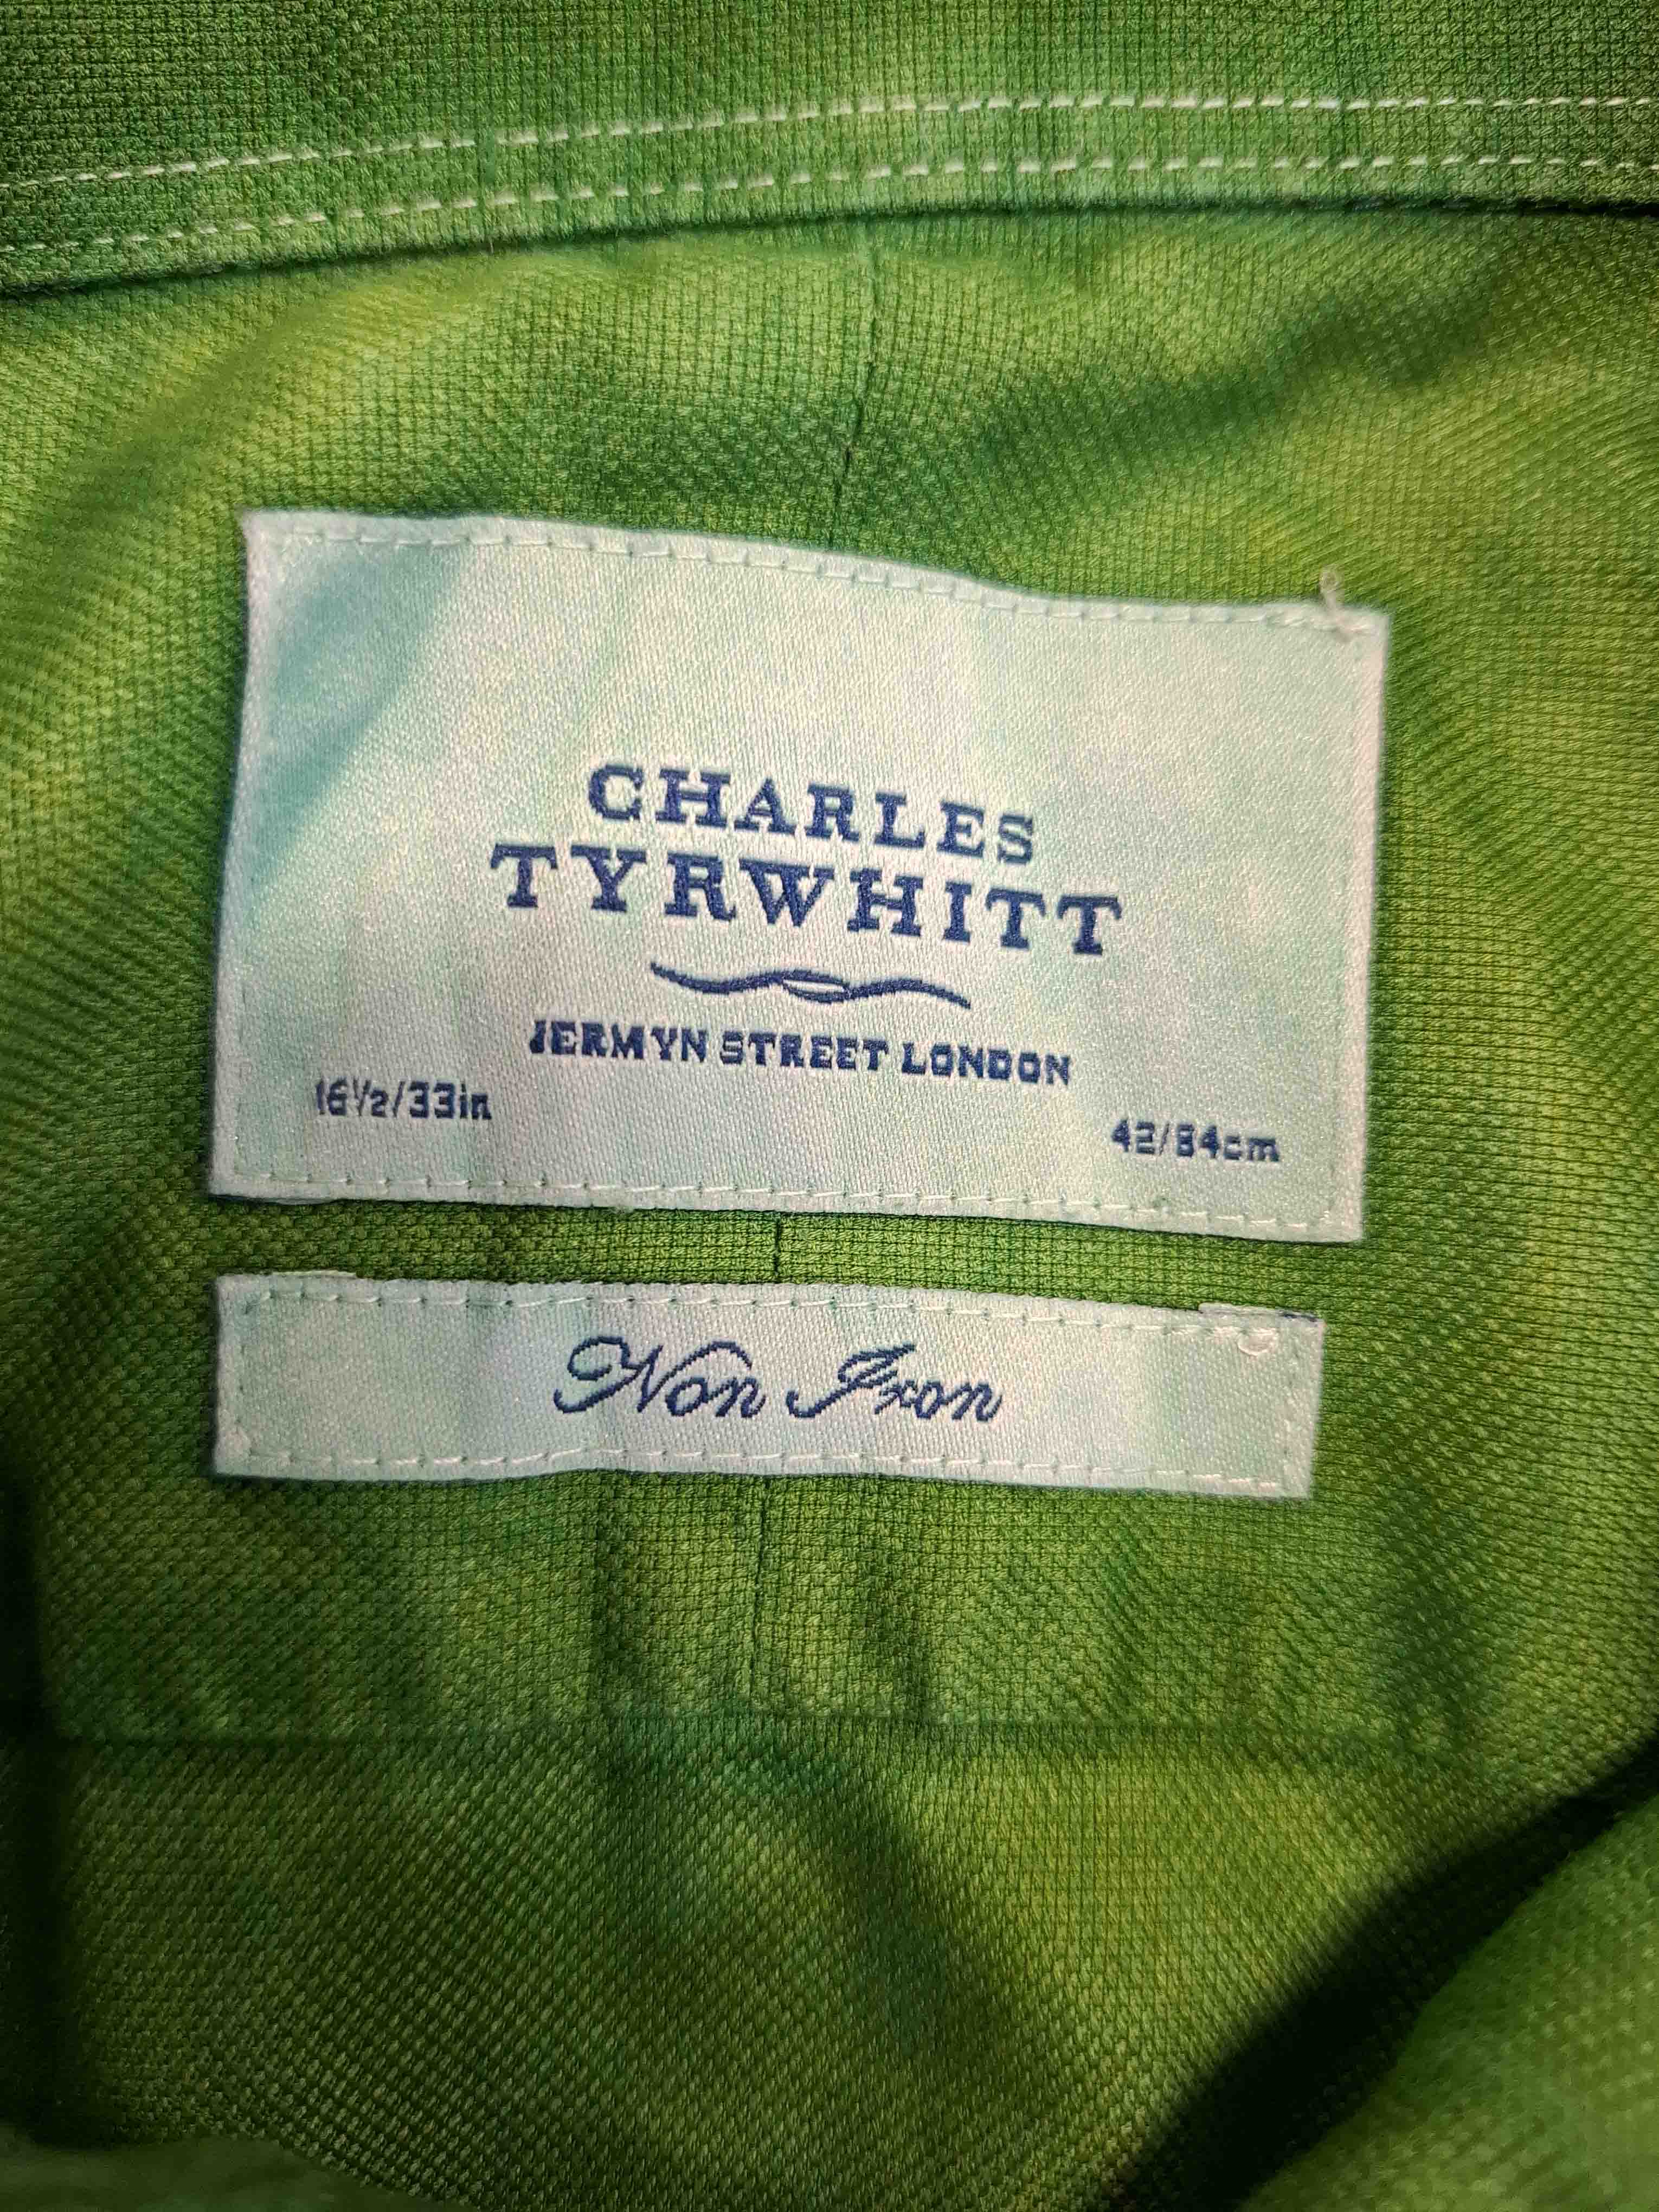 CHARLES
TYRWHITT
JERMYN STREET LONDON
16½/33in
42/84cm
Non Iron